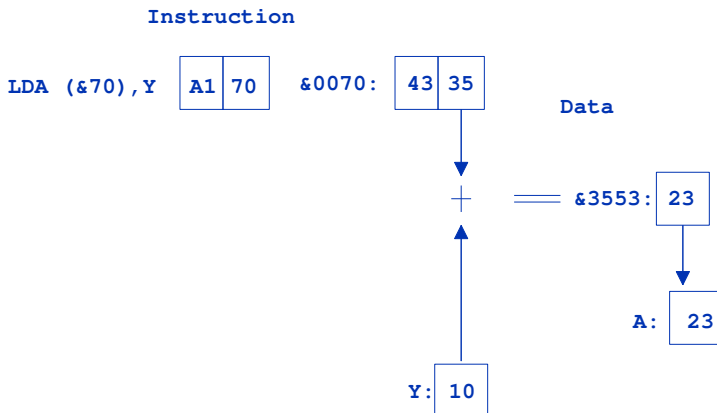 Instruction
LDA (&70),Y A1 70 &0070: 43 35
Data
+ = &3553: 23
A: 23
Y: 10